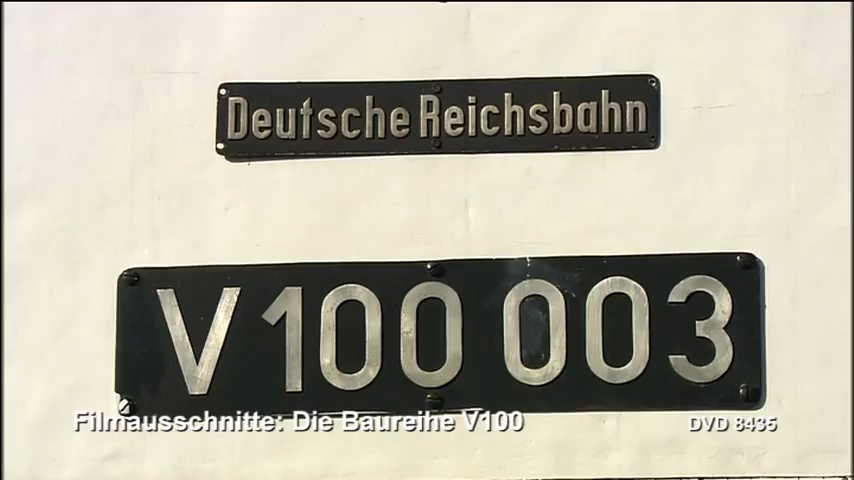 Deutsche Reichsbahn
V 100 003
Filmausschnitte: Die Baureihe V100
DVD 8435